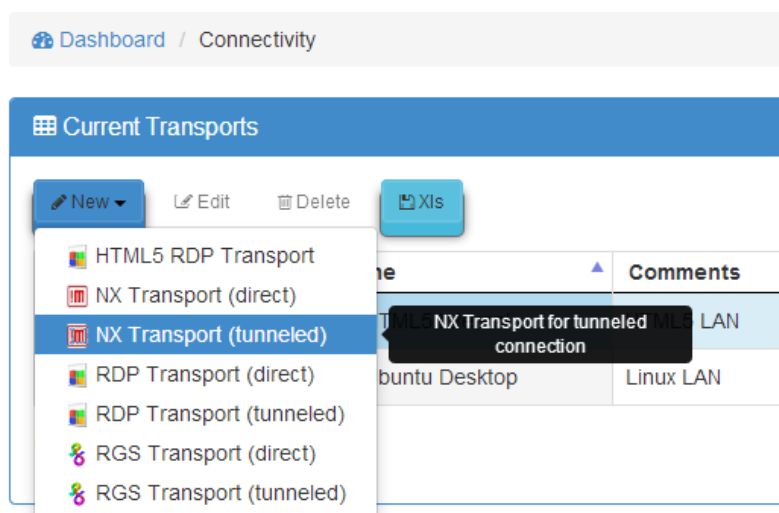 Dashboard / Connectivity
Current Transports
New Edit Delete Xls
HTML5 RDP Transport
NX Transport (direct)
NX Transport (tunneled)
RDP Transport (direct)
RDP Transport (tunneled)
RGS Transport (direct)
RGS Transport (tunneled)
Comments
NX Transport for tunneled
connection
LAN
buntu Desktop Linux LAN